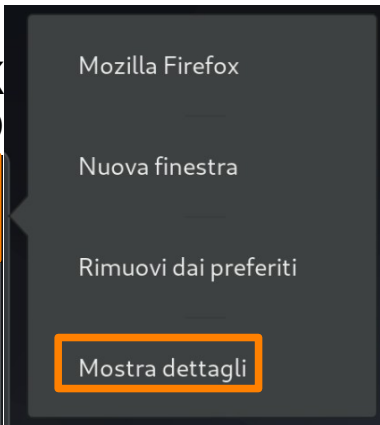 Mozilla Firefox
Nuova finestra
Rimuovi dai preferiti
Mostra dettagli